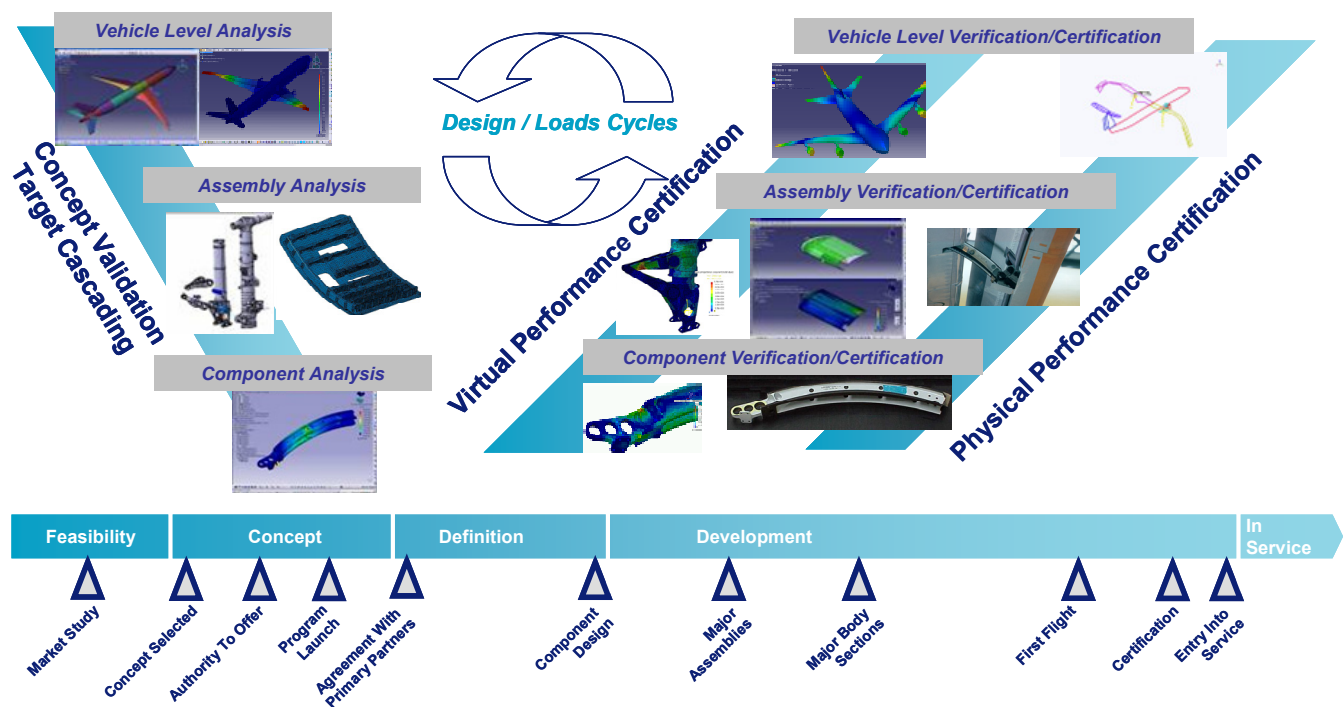 Vehicle Level Analysis
Vehicle Level Verification/Certification
Design / Loads Cycles
Concept Validation
Target Cascading
Assembly Analysis
Assembly Verification/Certification
Virtual Performance Certification
Physical Performance Certification
Component Analysis
Component Verification/Certification
Feasibility
Concept
Definition
Development
In
Service
Market Study
Concept Selected
Authority To Offer
Program
Launch
Agreement With
Primary Partners
Component
Design
Major
Assemblies
Major Body
Sections
First Flight
Certification
Entry Into
Service